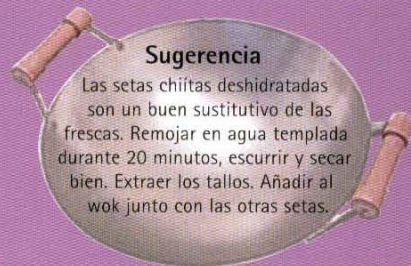 Sugerencia
Las setas chiítas deshidratadas
son un buen sustitutivo de las
frescas. Remojar en agua templada
durante 20 minutos, escurrir y secar
bien. Extraer los tallos. Añadir al
wok junto con las otras setas.